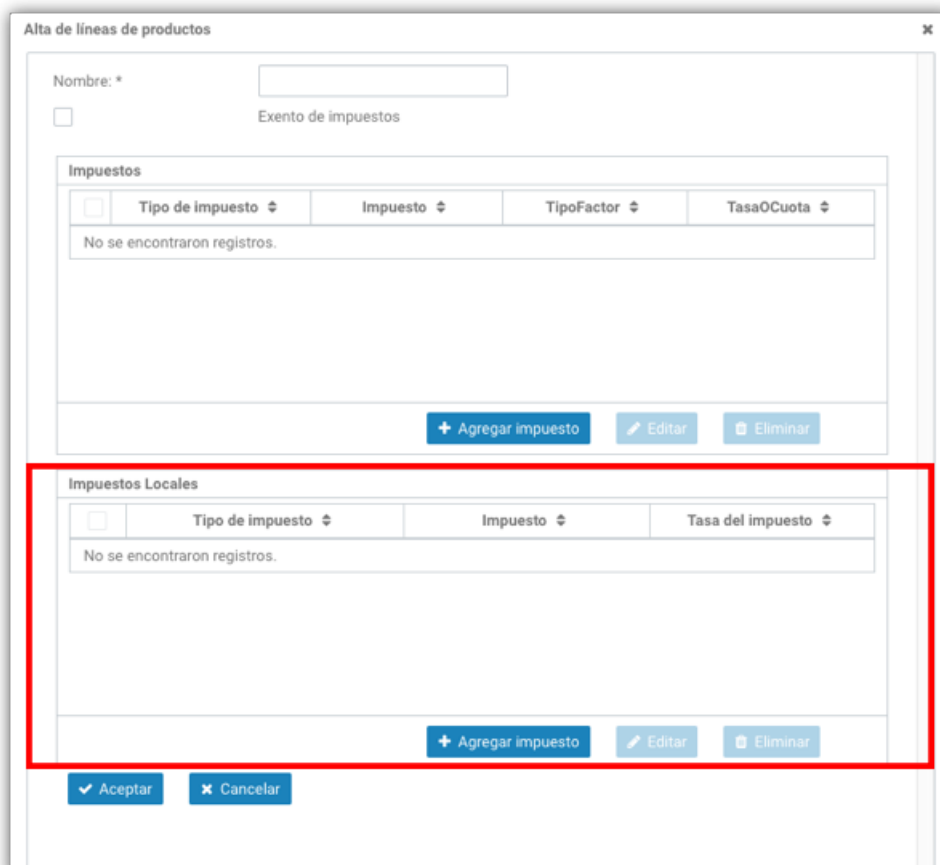 Alta de líneas de productos
Nombre: *
Exento de impuestos
Impuestos
Tipo de impuesto Impuesto TipoFactor TasaOCuota
No se encontraron registros.
Agregar impuesto Editar Eliminar
Impuestos Locales
Tipo de impuesto Impuesto Tasa del impuesto
No se encontraron registros.
Agregar impuesto Editar Eliminar
Aceptar Cancelar